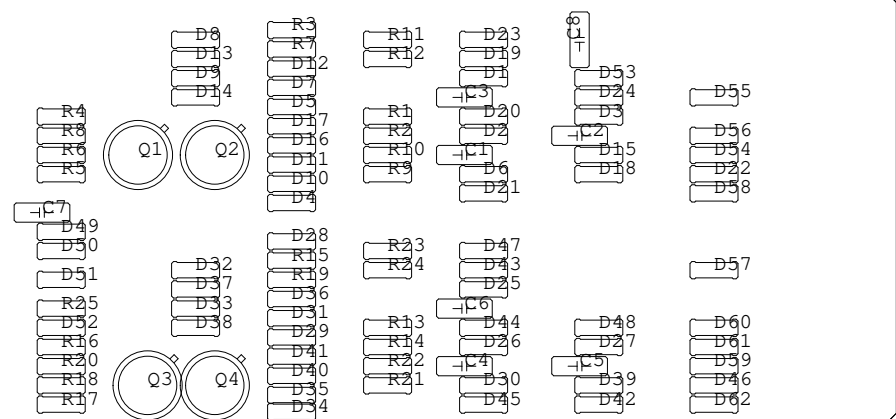 D8
D13
D9
D14
R3
R7
D12
D7
D5
D17
D16
D11
D10
D4
R11
R12
D23
D19
D1
C3
D20
D2
C1
D6
D21
C8
D53
D24
D3
C2
D15
D18
D55
D56
D54
D22
D58
R4
R8
R6
R5
Q1
Q2
R1
R2
R10
R9
C7
D49
D50
D51
R25
D52
R16
R20
R18
R17
D32
D37
D33
D38
Q3
Q4
D28
R15
R19
D36
D31
D29
D41
D40
D35
D34
R23
R24
R13
R14
R22
R21
D47
D43
D25
C6
D44
D26
C4
D30
D45
D48
D27
C5
D39
D42
D57
D60
D61
D59
D46
D62